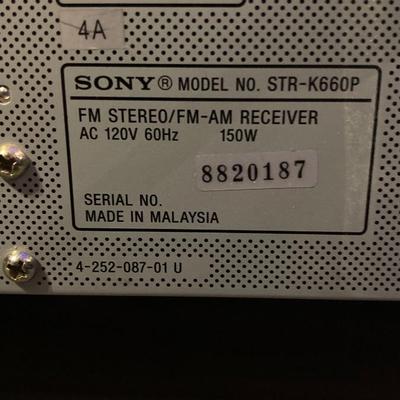 4A
SONY® MODEL NO. STR-K660P
FM STEREO/FM-AM RECEIVER
AC 120V 60Hz 150W
8820187
SERIAL NO.
MADE IN MALAYSIA
4-252-087-01 U